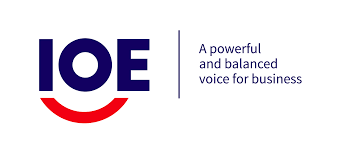 IOE
A powerful
and balanced
voice for business